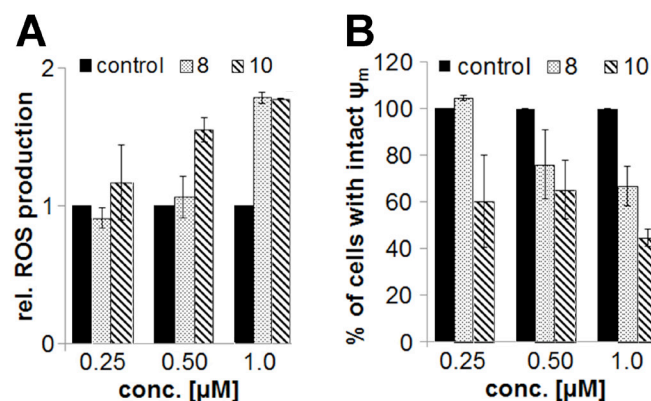 A
control 8 10
rel. ROS production
2
1
0
0.25 0.50 1.0
conc. [µM]
B
control 8 10
% of cells with intact ψm
120
100
80
60
40
20
0
0.25 0.50 1.0
conc. [µM]